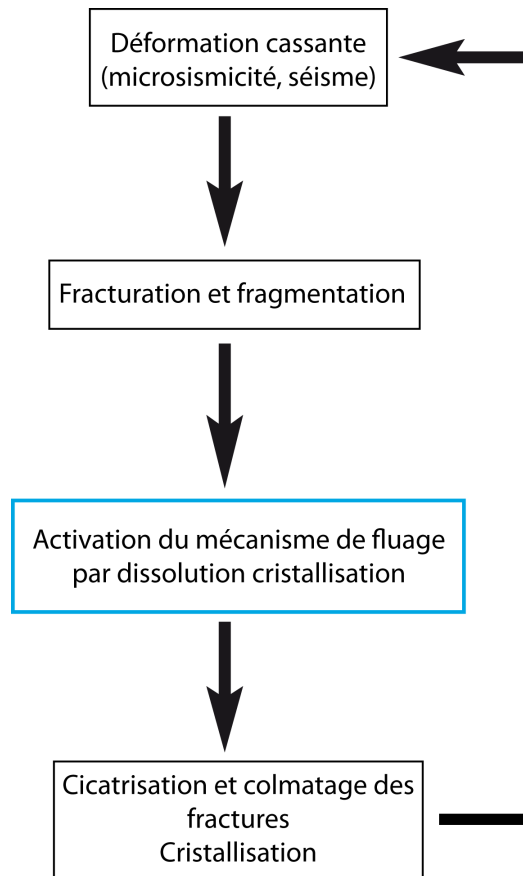 Déformation cassante
(microsismicité, séisme)
Fracturation et fragmentation
Activation du mécanisme de fluage
par dissolution cristallisation
Cicatrisation et colmatage des
fractures
Cristallisation